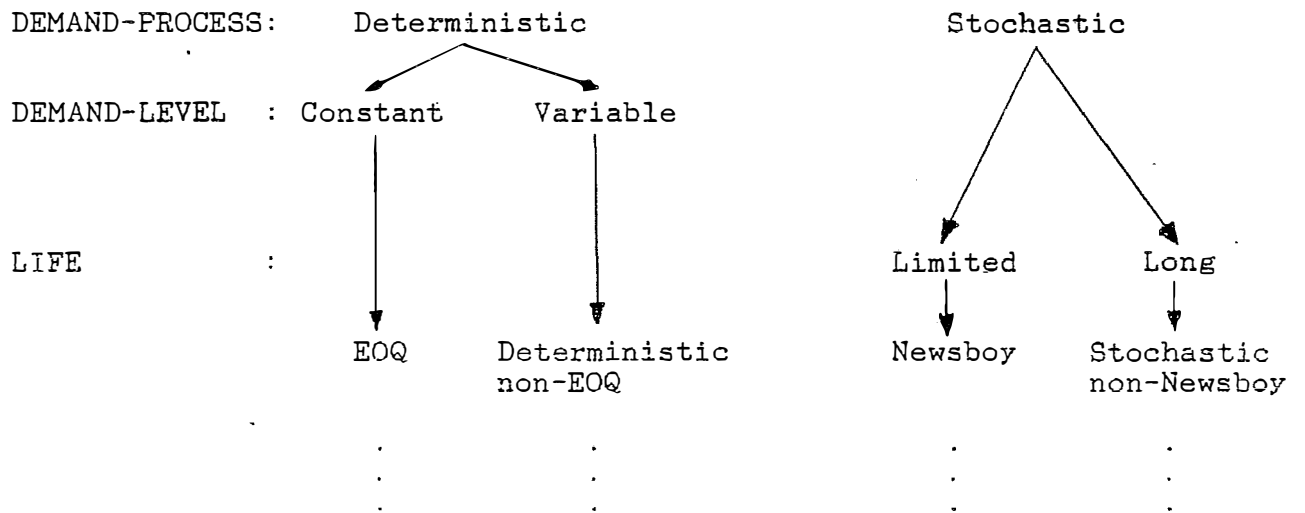 DEMAND-PROCESS: Deterministic Stochastic
DEMAND-LEVEL : Constant Variable
LIFE : Limited Long
EOQ Deterministic Newsboy Stochastic
non-EOQ non-Newsboy
. . . .
. . . .
. . . .